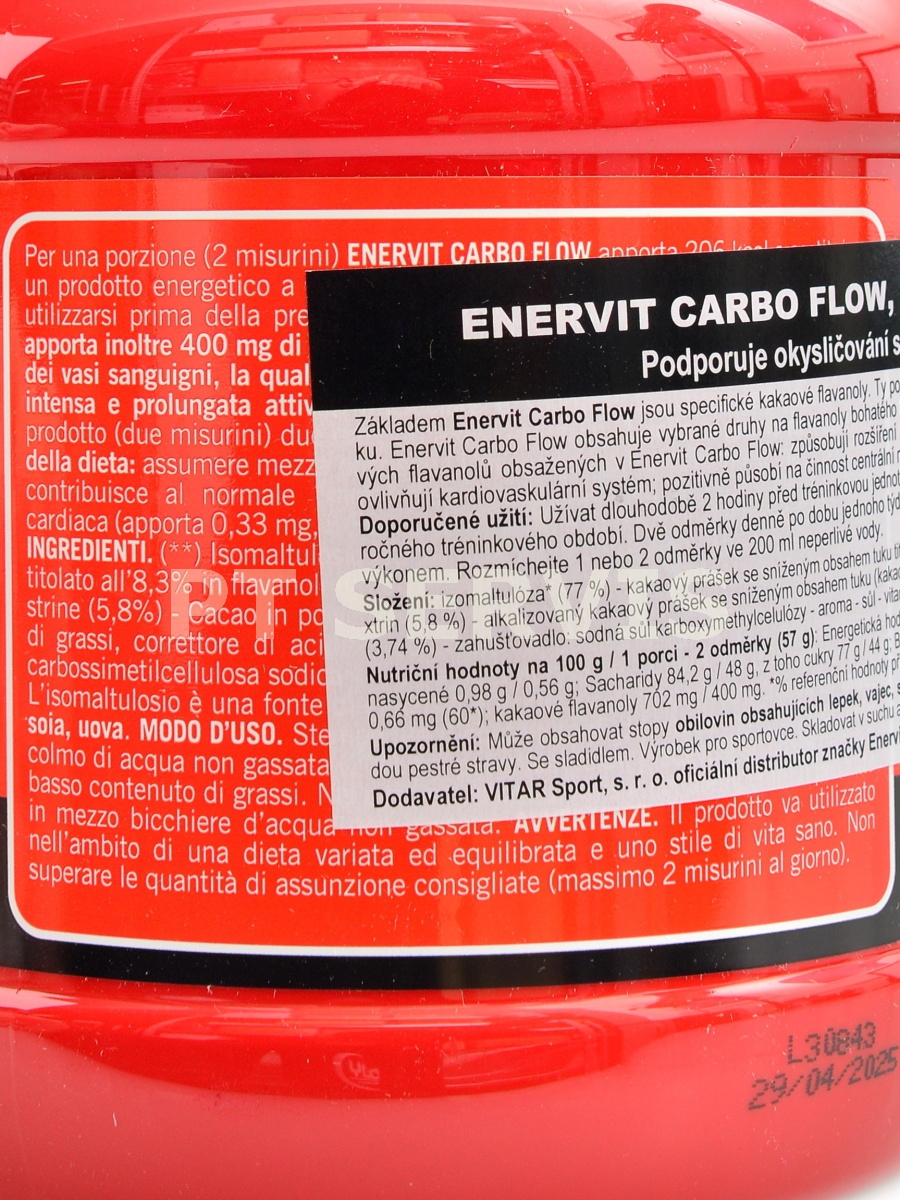 Per una porzione (2 misurini) ENERVIT CARBO FLOW apporta 206 kcal
un prodotto energetico a
utilizzarsi prima della pre
apporta inoltre 400 mg di
dei vasi sanguigni, la qual
intensa e prolungata attiv
prodotto (due misurini) du
della dieta: assumere mezz
contribuisce al normale
cardiaca (apporta 0,33 mg,
INGREDIENTI. (**) Isomaltul
titolato all'8,3% in flavanol
strine (5,8%) - Cacao in po
di grassi, correttore di aci
carbossimetilcellulosa sodic
L'isomaltulosio è una fonte
soia, uova. MODO D'USO. Ste
colmo di acqua non gassata
basso contenuto di grassi. N
in mezzo bicchiere d'acqua non gassata. AVVERTENZE. Il prodotto va utilizzato
nell'ambito di una dieta variata ed equilibrata e uno stile di vita sano. Non
superare le quantità di assunzione consigliate (massimo 2 misurini al giorno).
ENERVIT CARBO FLOW,
Podporuje okysličování s
Základem Enervit Carbo Flow jsou specifické kakaové flavanoly. Ty po
ku. Enervit Carbo Flow obsahuje vybrané druhy na flavanoly bohatého
vých flavanolů obsažených v Enervit Carbo Flow: způsobují rozšíření
ovlivňují kardiovaskulární systém; pozitivně působí na činnost centrální
Doporučené užití: Užívat dlouhodobě 2 hodiny před tréninkovou jednot
ročného tréninkového období. Dvě odměrky denně po dobu jednoho týd
výkonem. Rozmíchejte 1 nebo 2 odměrky ve 200 ml neperlivé vody.
Složení: izomaltulóza* (77 %) - kakaový prášek se sníženým obsahem tuku ti
xtrin (5,8 %) - alkalizovaný kakaový prášek se sníženým obsahem tuku (kaka
(3,74 %) - zahušťovadlo: sodná sůl karboxymethylcelulózy - aroma - sůl - vita
Nutriční hodnoty na 100 g / 1 porci - 2 odměrky (57 g): Energetická hod
nasycené 0,98 g / 0,56 g; Sacharidy 84,2 g / 48 g, z toho cukry 77 g / 44 g; B
0,66 mg (60*); kakaové flavanoly 702 mg / 400 mg. *% referenční hodnoty př
Upozornění: Může obsahovat stopy obilovin obsahujících lepek, vajec, s
dou pestré stravy. Se sladidlem. Výrobek pro sportovce. Skladovat v suchu a
Dodavatel: VITAR Sport, s. r. o. oficiální distributor značky Enervi
PT SERVIS
L30843
29/04/2025